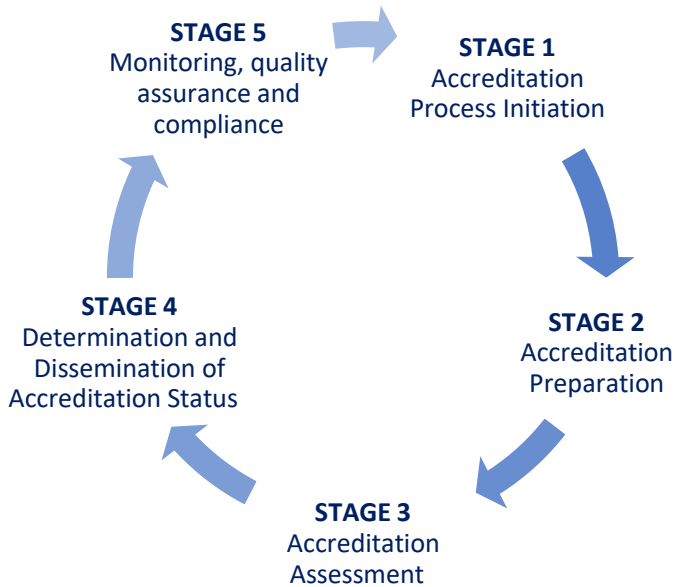 STAGE 1
Accreditation
Process Initiation
STAGE 2
Accreditation
Preparation
STAGE 3
Accreditation
Assessment
STAGE 4
Determination and
Dissemination of
Accreditation Status
STAGE 5
Monitoring, quality
assurance and
compliance